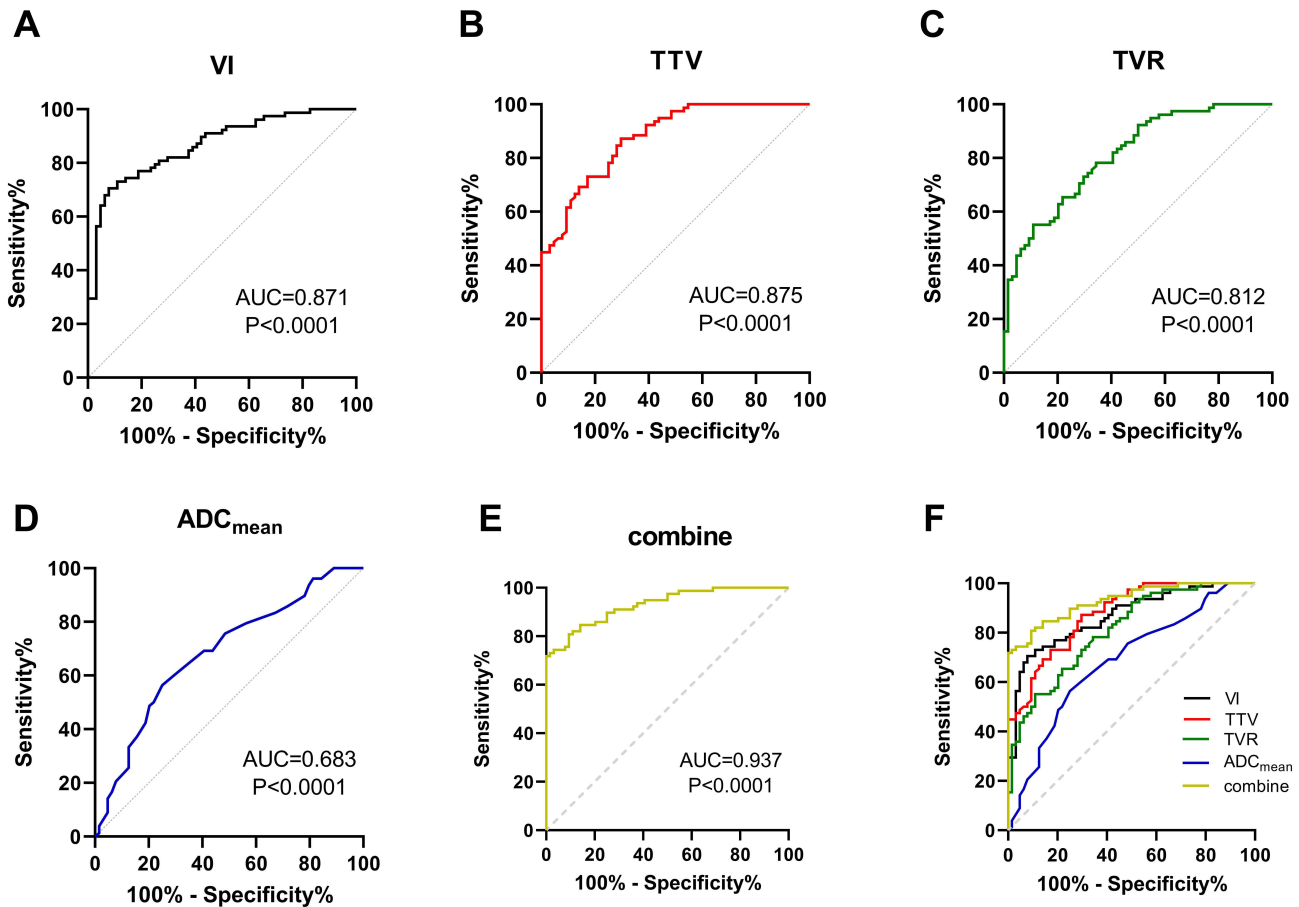 A
VI
Sensitivity%
100
80
60
40
20
0
AUC=0.871
P<0.0001
0 20 40 60 80 100
100% - Specificity%
B
TTV
Sensitivity%
100
80
60
40
20
0
AUC=0.875
P<0.0001
0 20 40 60 80 100
100% - Specificity%
C
TVR
Sensitivity%
100
80
60
40
20
0
AUC=0.812
P<0.0001
0 20 40 60 80 100
100% - Specificity%
D
ADCmean
Sensitivity%
100
80
60
40
20
0
AUC=0.683
P<0.0001
0 20 40 60 80 100
100% - Specificity%
E
combine
Sensitivity%
100
80
60
40
20
0
AUC=0.937
P<0.0001
0 20 40 60 80 100
100% - Specificity%
F
Sensitivity%
100
80
60
40
20
0
VI
TTV
TVR
ADCmean
combine
0 20 40 60 80 100
100% - Specificity%